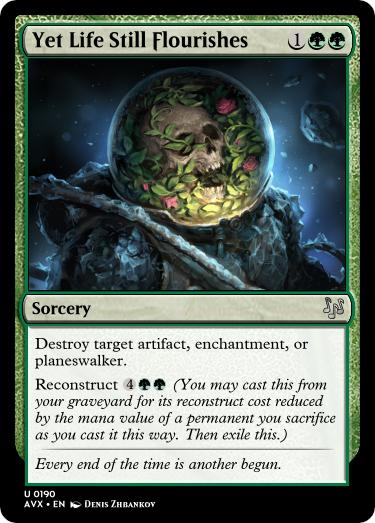 Yet Life Still Flourishes 1
Sorcery
Destroy target artifact, enchantment, or
planeswalker.
Reconstruct 4 (You may cast this from
your graveyard for its reconstruct cost reduced
by the mana value of a permanent you sacrifice
as you cast it this way. Then exile this.)
Every end of the time is another begun.
U 0190
AVX • EN Denis Zhbankov